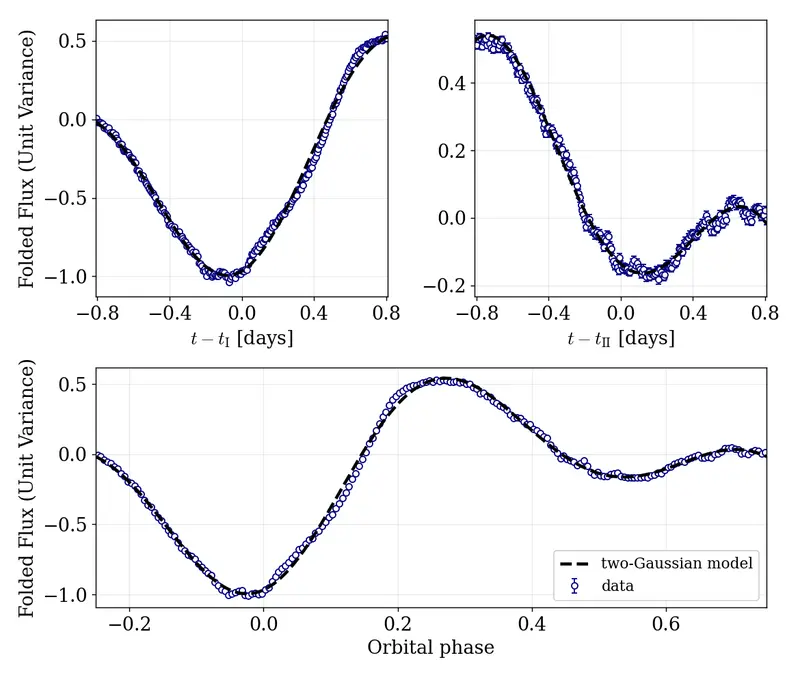 Folded Flux (Unit Variance)
0.5
0.0
−0.5
−1.0
−0.8 −0.4 0.0 0.4 0.8
t − tI [days]
0.4
0.2
0.0
−0.2
−0.8 −0.4 0.0 0.4 0.8
t − tII [days]
Folded Flux (Unit Variance)
0.5
0.0
−0.5
−1.0
two-Gaussian model
data
−0.2 0.0 0.2 0.4 0.6
Orbital phase